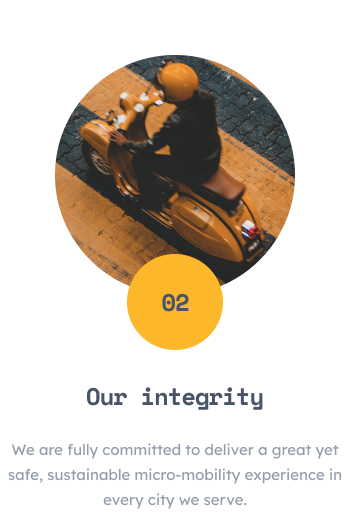 02
Our integrity
We are fully committed to deliver a great yet
safe, sustainable micro-mobility experience in
every city we serve.